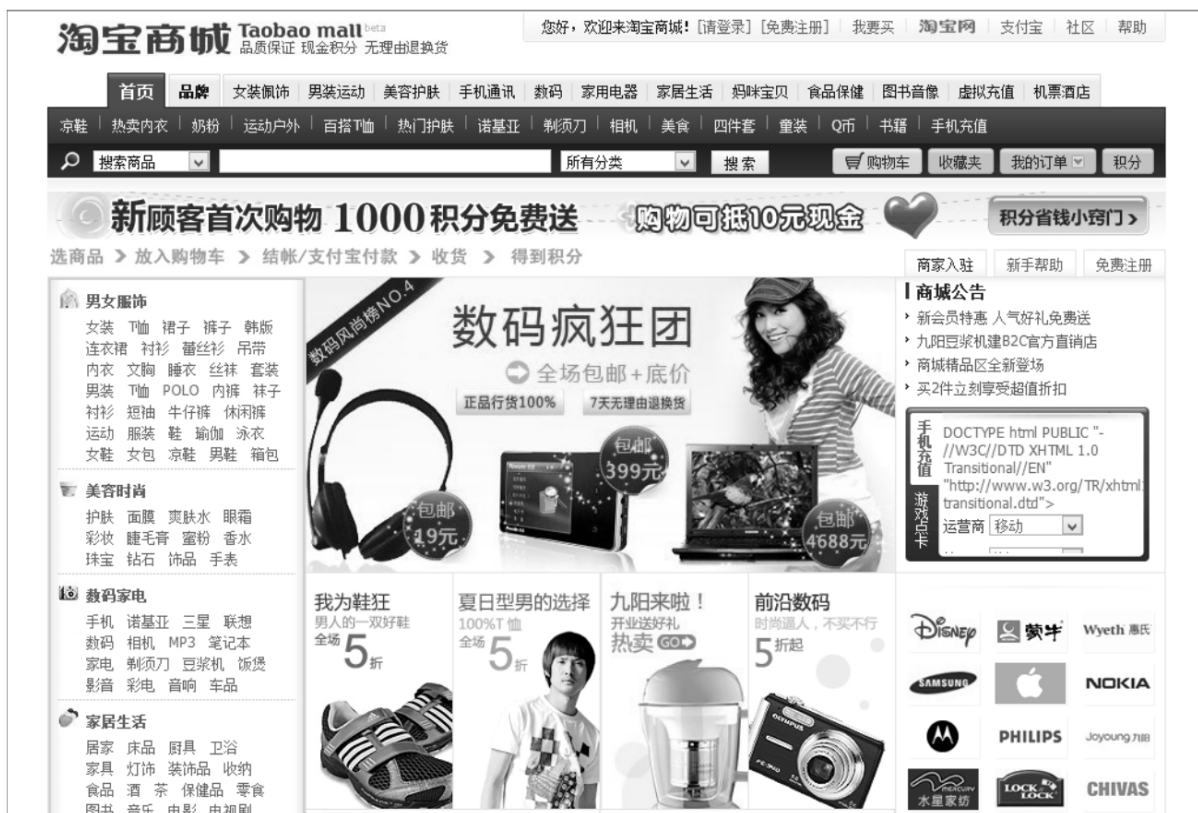 淘宝商城 Taobao mall beta
品质保证 现金积分 无理由退换货
您好，欢迎来淘宝商城！[请登录] [免费注册] 我要买 淘宝网 支付宝 社区 帮助
首页 品牌 女装佩饰 男装运动 美容护肤 手机通讯 数码 家用电器 家居生活 妈咪宝贝 食品保健 图书音像 虚拟充值 机票酒店
凉鞋 热卖内衣 奶粉 运动户外 百搭T恤 热门护肤 诺基亚 剃须刀 相机 美食 四件套 童装 Q币 书籍 手机充值
搜索商品 所有分类 搜索 购物车 收藏夹 我的订单 积分
新顾客首次购物 1000积分免费送 购物可抵10元现金 积分省钱小窍门 >
选商品 > 放入购物车 > 结帐/支付宝付款 > 收货 > 得到积分
商家入驻 新手帮助 免费注册
男女服饰
女装 T恤 裙子 裤子 韩版
连衣裙 衬衫 蕾丝衫 吊带
内衣 文胸 睡衣 丝袜 套装
男装 T恤 POLO 内裤 袜子
衬衫 短袖 牛仔裤 休闲裤
运动 服装 鞋 瑜伽 泳衣
女鞋 女包 凉鞋 男鞋 箱包
美容时尚
护肤 面膜 爽肤水 眼霜
彩妆 睫毛膏 蜜粉 香水
珠宝 钻石 饰品 手表
数码家电
手机 诺基亚 三星 联想
数码 相机 MP3 笔记本
家电 剃须刀 豆浆机 饭煲
影音 彩电 音响 车品
家居生活
居家 床品 厨具 卫浴
家具 灯饰 装饰品 收纳
食品 酒 茶 保健品 零食
图书 音乐 电影 电视剧
数码风尚榜NO.4
数码疯狂团
全场包邮+底价
正品行货100% 7天无理由退换货
包邮
19元
包邮
399元
包邮
4688元
我为鞋狂
男人的一双好鞋
全场5折
夏日型男的选择
100%T恤
全场5折
九阳来啦！
开业送好礼
热卖 GO
前沿数码
时尚逼人，不买不行
5折起
OLYMPUS
商城公告
新会员特惠 人气好礼免费送
九阳豆浆机建B2C官方直销店
商城精品区全新登场
买2件立刻享受超值折扣
手机充值
游戏点卡
DOCTYPE html PUBLIC "-
//W3C//DTD XHTML 1.0
Transitional//EN"
"http://www.w3.org/TR/xhtml
transitional.dtd">
运营商 移动
Disney 蒙牛 Wyeth 惠氏
SAMSUNG NOKIA
PHILIPS Joyoung 九阳
MERCURY 水星家纺 LOCK&LOCK CHIVAS